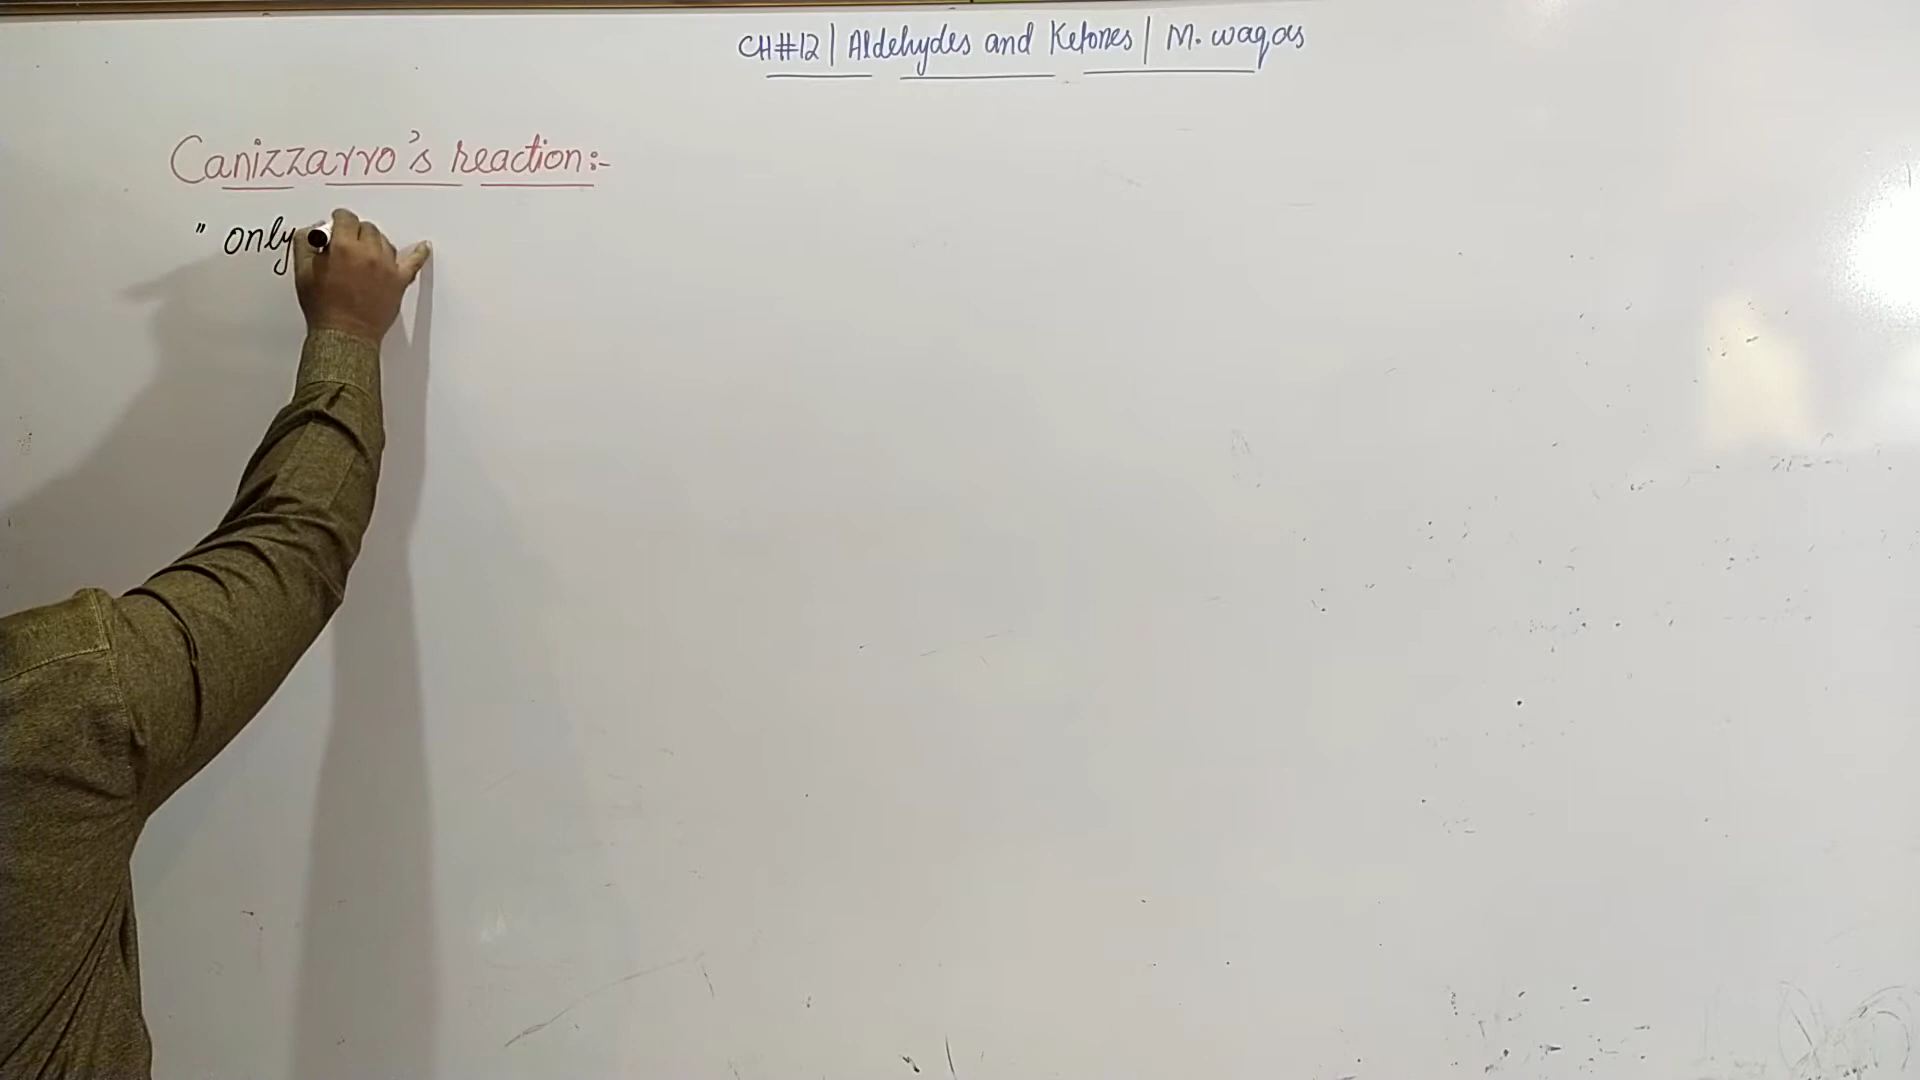 CH#12 | Aldehydes and Ketones | M. waqas
Canizzarro's reaction:-
" only